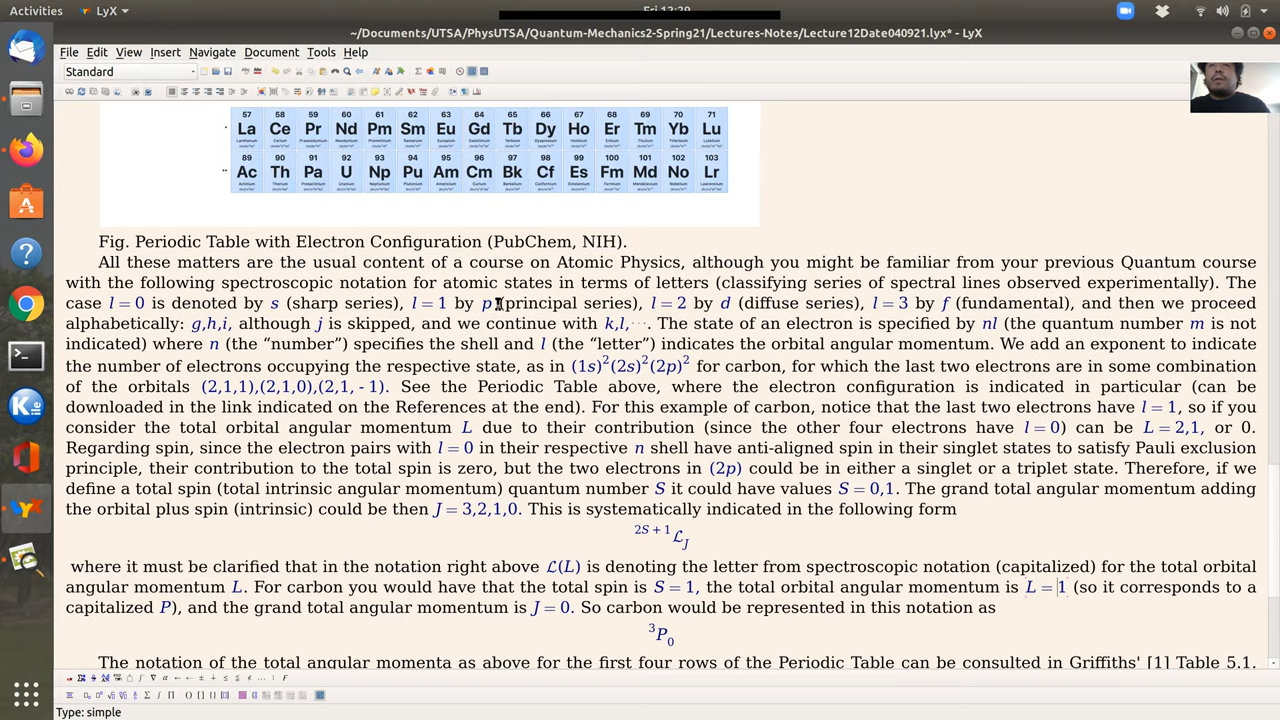 Activities LyX Fri 12:29
~/Documents/UTSA/PhysUTSA/Quantum-Mechanics2-Spring21/Lectures-Notes/Lecture12Date040921.lyx* - LyX
File Edit View Insert Navigate Document Tools Help
Standard
57 58 59 60 61 62 63 64 65 66 67 68 69 70 71
La Ce Pr Nd Pm Sm Eu Gd Tb Dy Ho Er Tm Yb Lu
89 90 91 92 93 94 95 96 97 98 99 100 101 102 103
Ac Th Pa U Np Pu Am Cm Bk Cf Es Fm Md No Lr
Fig. Periodic Table with Electron Configuration (PubChem, NIH).
All these matters are the usual content of a course on Atomic Physics, although you might be familiar from your previous Quantum course
with the following spectroscopic notation for atomic states in terms of letters (classifying series of spectral lines observed experimentally). The
case l = 0 is denoted by s (sharp series), l = 1 by p (principal series), l = 2 by d (diffuse series), l = 3 by f (fundamental), and then we proceed
alphabetically: g,h,i, although j is skipped, and we continue with k,l,···. The state of an electron is specified by nl (the quantum number m is not
indicated) where n (the “number”) specifies the shell and l (the “letter”) indicates the orbital angular momentum. We add an exponent to indicate
the number of electrons occupying the respective state, as in (1s)²(2s)²(2p)² for carbon, for which the last two electrons are in some combination
of the orbitals (2,1,1),(2,1,0),(2,1, - 1). See the Periodic Table above, where the electron configuration is indicated in particular (can be
downloaded in the link indicated on the References at the end). For this example of carbon, notice that the last two electrons have l = 1, so if you
consider the total orbital angular momentum L due to their contribution (since the other four electrons have l = 0) can be L = 2,1, or 0.
Regarding spin, since the electron pairs with l = 0 in their respective n shell have anti-aligned spin in their singlet states to satisfy Pauli exclusion
principle, their contribution to the total spin is zero, but the two electrons in (2p) could be in either a singlet or a triplet state. Therefore, if we
define a total spin (total intrinsic angular momentum) quantum number S it could have values S = 0,1. The grand total angular momentum adding
the orbital plus spin (intrinsic) could be then J = 3,2,1,0. This is systematically indicated in the following form
²ˢ⁺¹ℒ_J
where it must be clarified that in the notation right above ℒ(L) is denoting the letter from spectroscopic notation (capitalized) for the total orbital
angular momentum L. For carbon you would have that the total spin is S = 1, the total orbital angular momentum is L = 1 (so it corresponds to a
capitalized P), and the grand total angular momentum is J = 0. So carbon would be represented in this notation as
³P₀
The notation of the total angular momenta as above for the first four rows of the Periodic Table can be consulted in Griffiths' [1] Table 5.1.
Type: simple